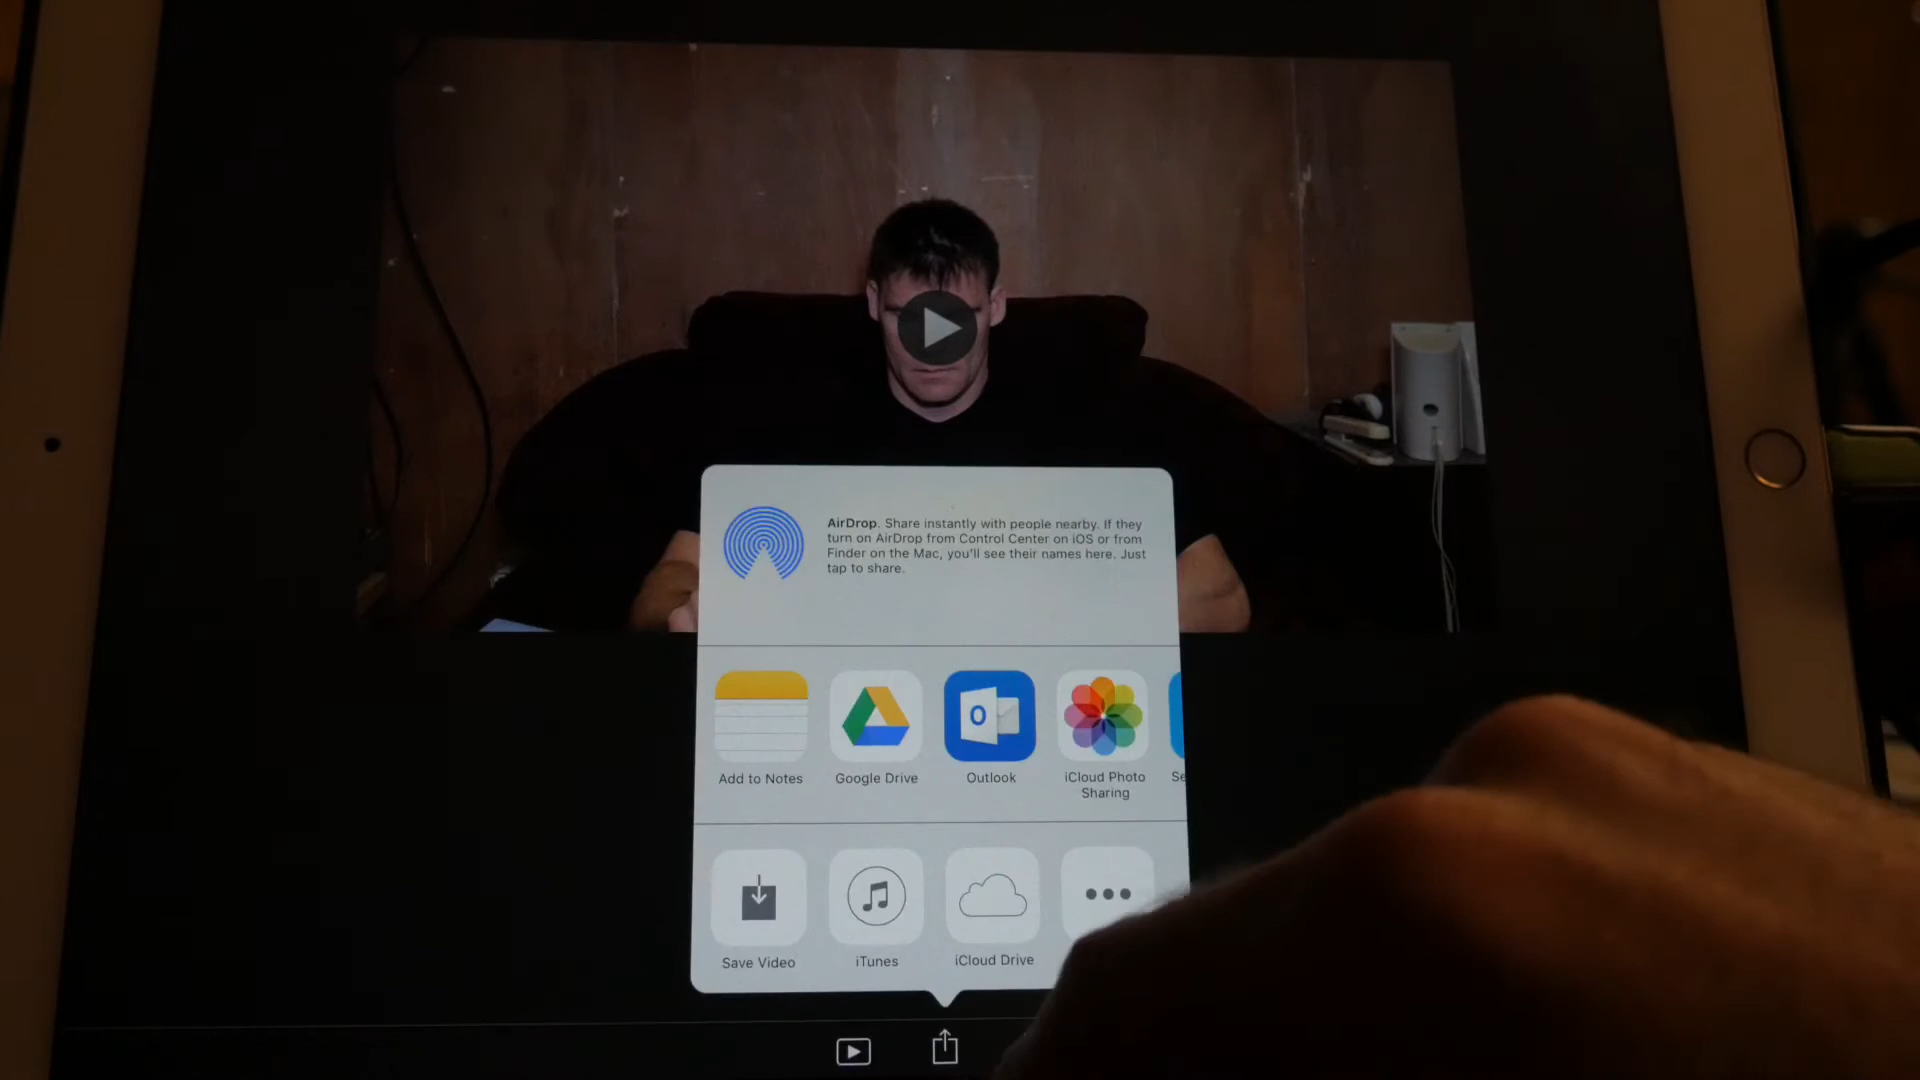 AirDrop. Share instantly with people nearby. If they
turn on AirDrop from Control Center on iOS or from
Finder on the Mac, you'll see their names here. Just
tap to share.
Add to Notes
Google Drive
Outlook
iCloud Photo
Sharing
Se
Save Video
iTunes
iCloud Drive